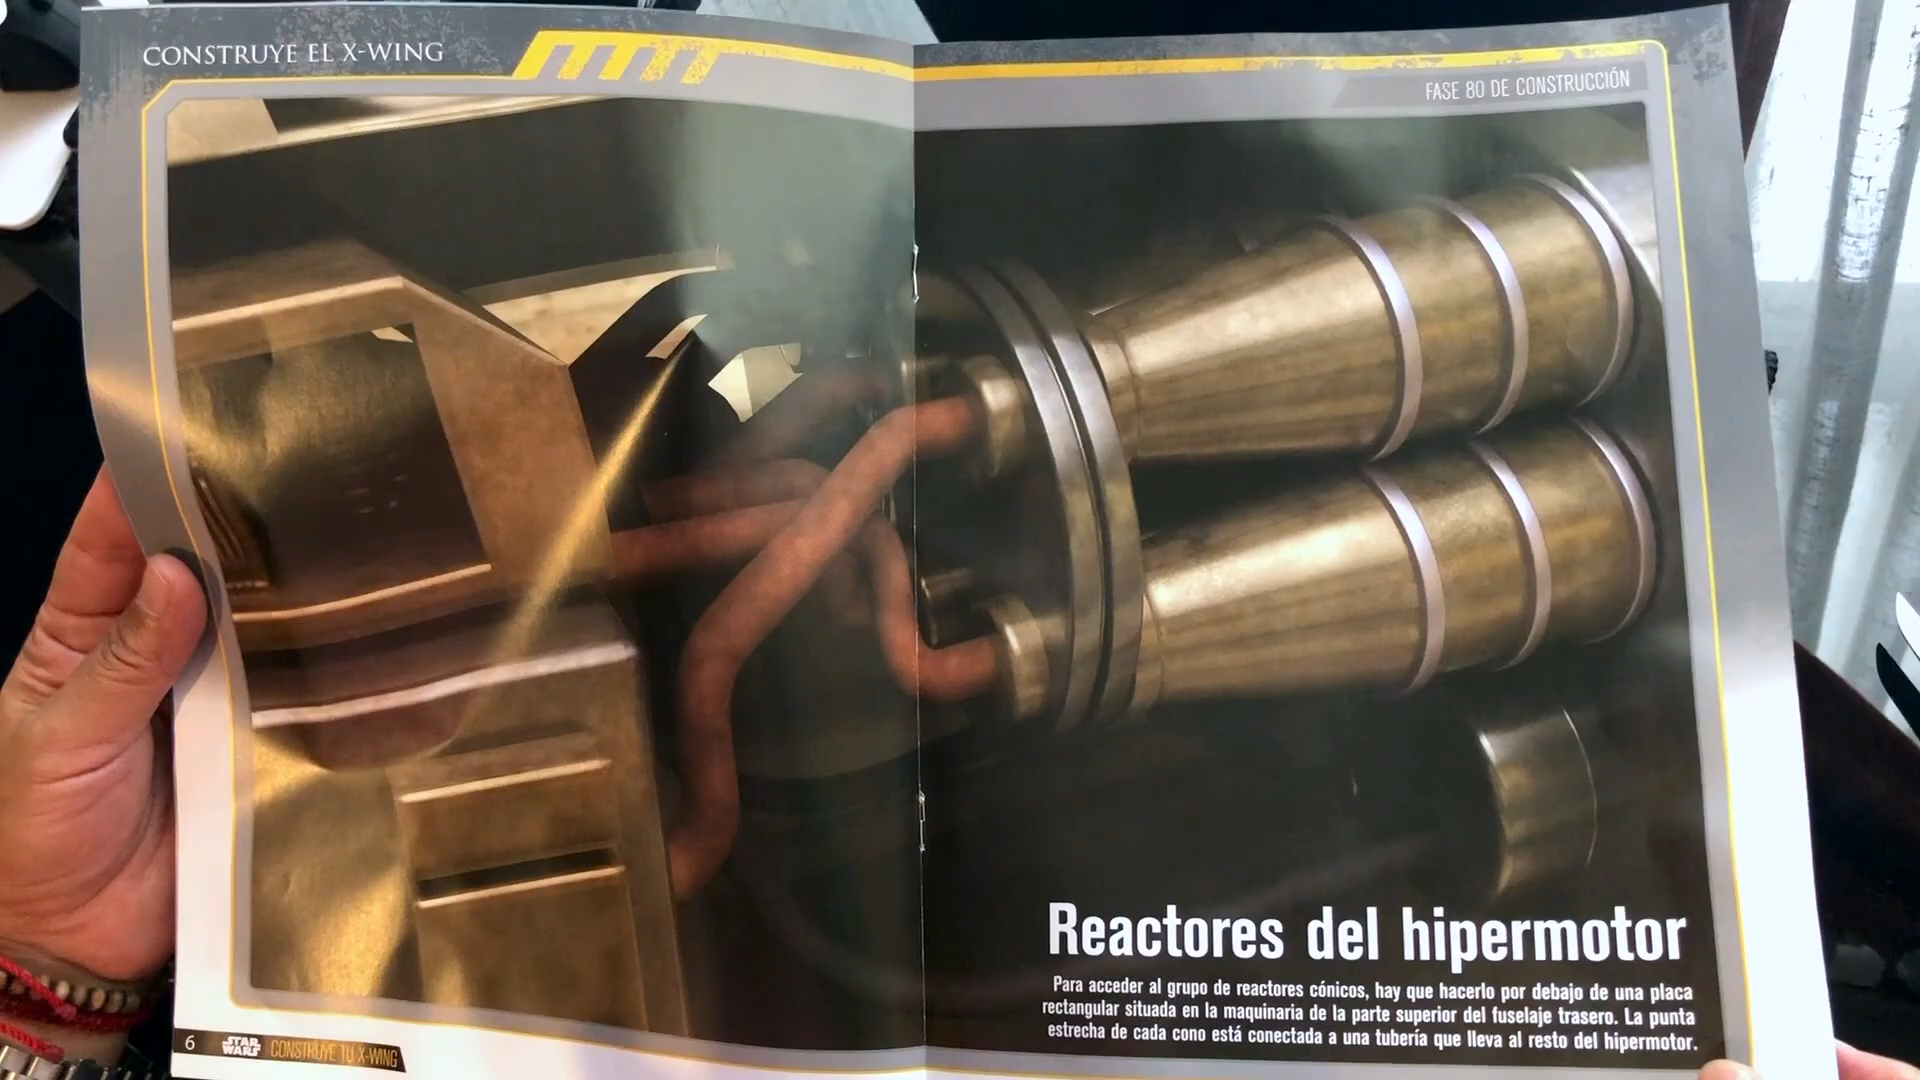 CONSTRUYE EL X-WING
FASE 80 DE CONSTRUCCIÓN
Reactores del hipermotor
Para acceder al grupo de reactores cónicos, hay que hacerlo por debajo de una placa
rectangular situada en la maquinaria de la parte superior del fuselaje trasero. La punta
estrecha de cada cono está conectada a una tubería que lleva al resto del hipermotor.
6
STAR
WARS
CONSTRUYE TU X-WING